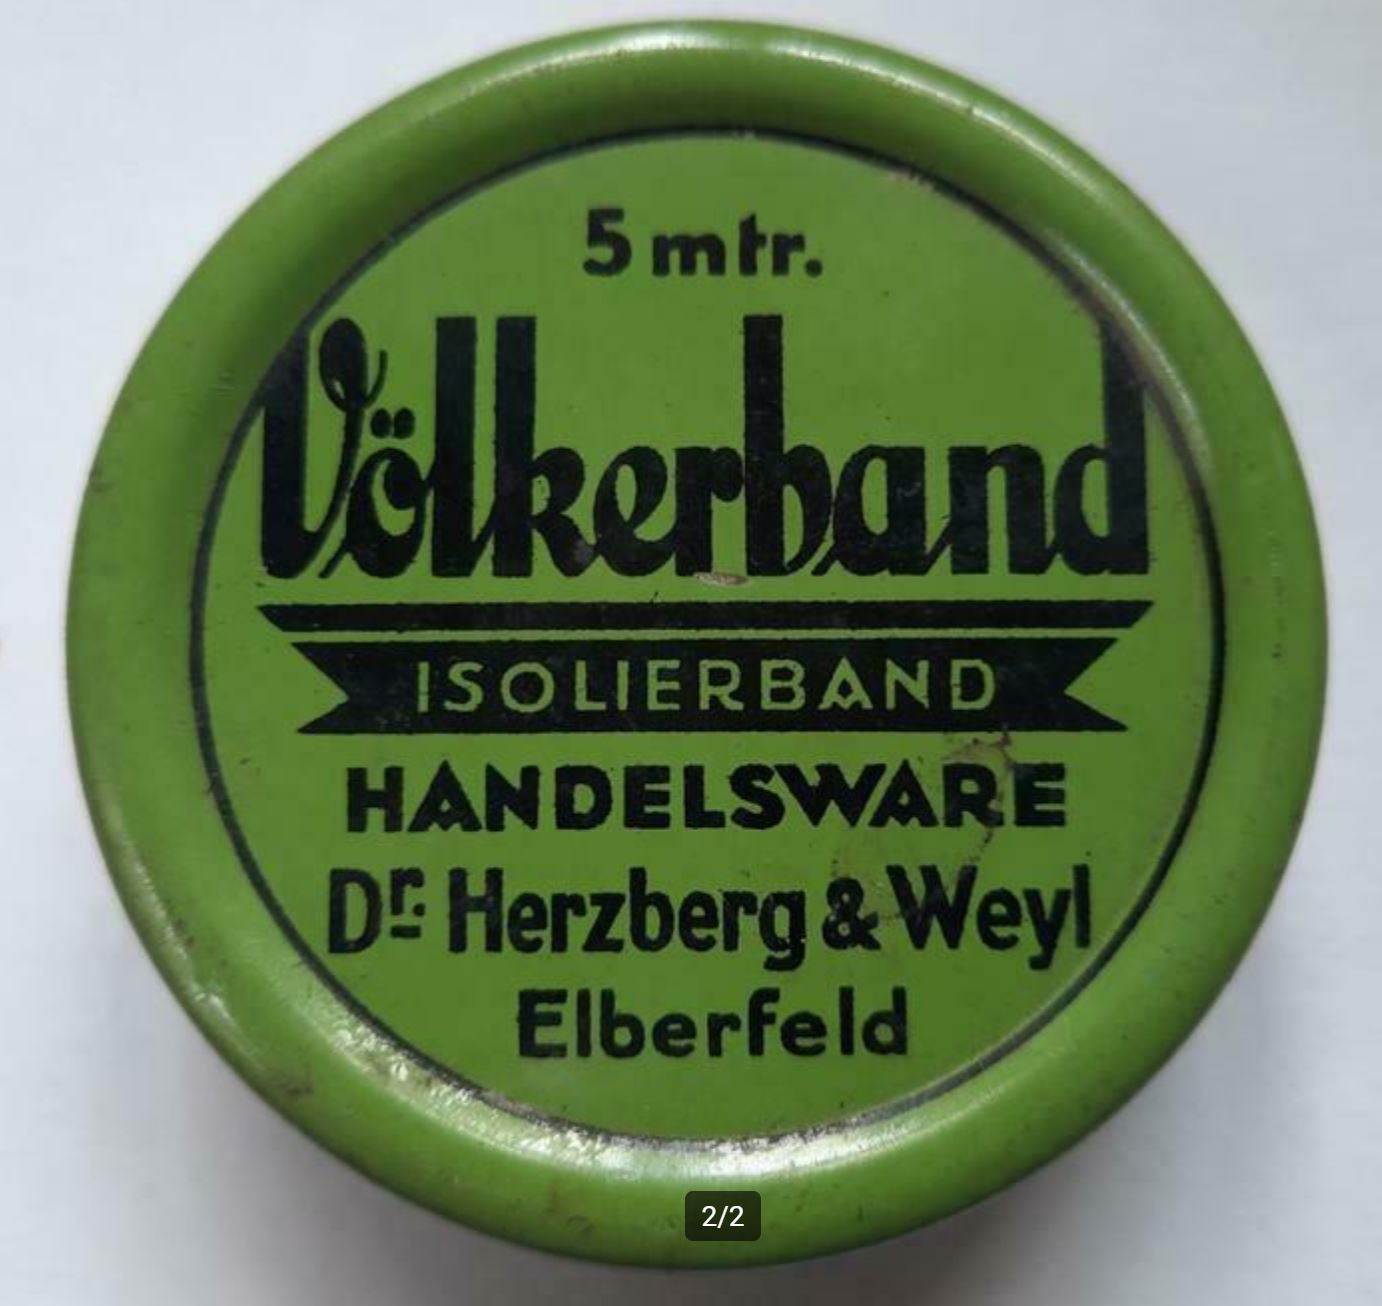 5 mtr.
Völkerband
ISOLIERBAND
HANDELSWARE
Dr. Herzberg & Weyl
Elberfeld
2/2